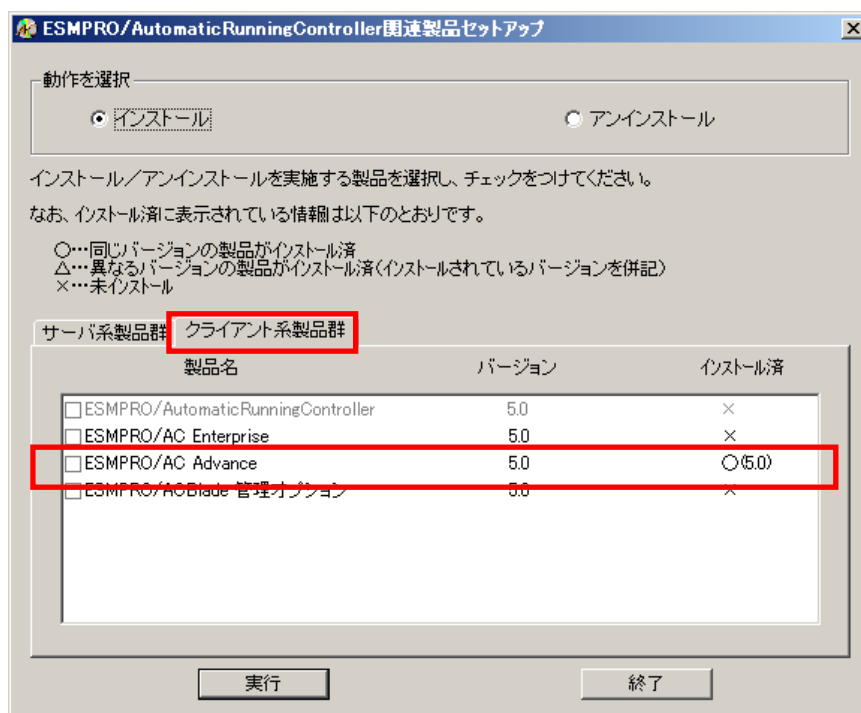 ESMPRO/AutomaticRunningController関連製品セットアップ
動作を選択
インストール アンインストール
インストール／アンインストールを実施する製品を選択し、チェックをつけてください。
なお、インストール済に表示されている情報は以下のとおりです。
○…同じバージョンの製品がインストール済
△…異なるバージョンの製品がインストール済(インストールされているバージョンを併記)
×…未インストール
サーバ系製品群 クライアント系製品群
製品名 バージョン インストール済
ESMPRO/AutomaticRunningController 5.0 ×
ESMPRO/AC Enterprise 5.0 ×
ESMPRO/AC Advance 5.0 ○(5.0)
ESMPRO/ACBlade 管理オプション 5.0 ×
実行 終了